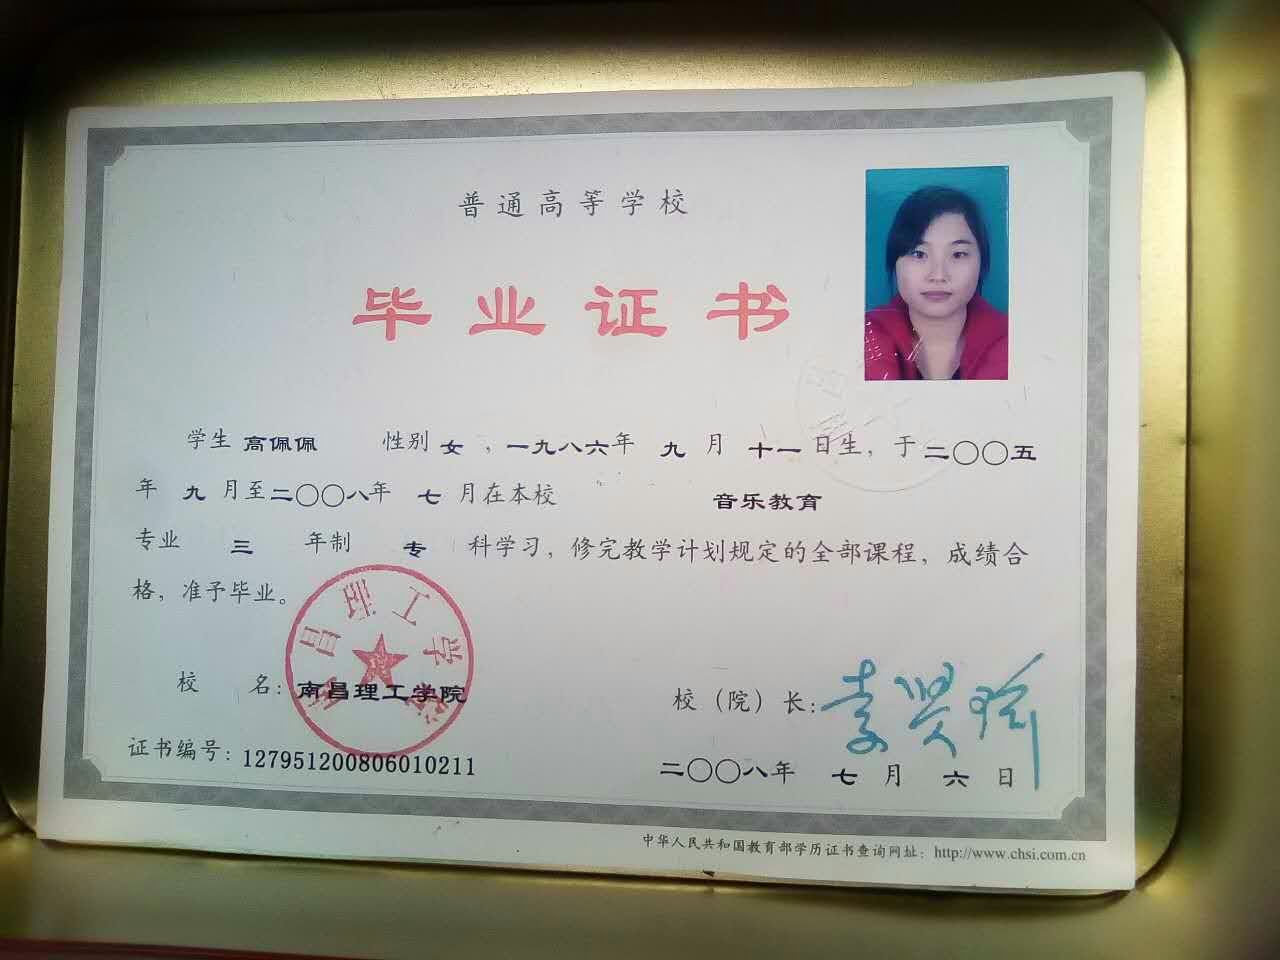 普通高等学校
毕业证书
学生 高佩佩 性别 女 ，一九八六年 九 月 十一 日生，于二〇〇五
年 九 月至二〇〇八年 七 月在本校 音乐教育
专业 三 年制 专 科学习，修完教学计划规定的全部课程，成绩合
格，准予毕业。
校 名：南昌理工学院
校（院）长：
证书编号：127951200806010211
二〇〇八年 七 月 六 日
南昌理工学院
中华人民共和国教育部学历证书查询网址：http://www.chsi.com.cn